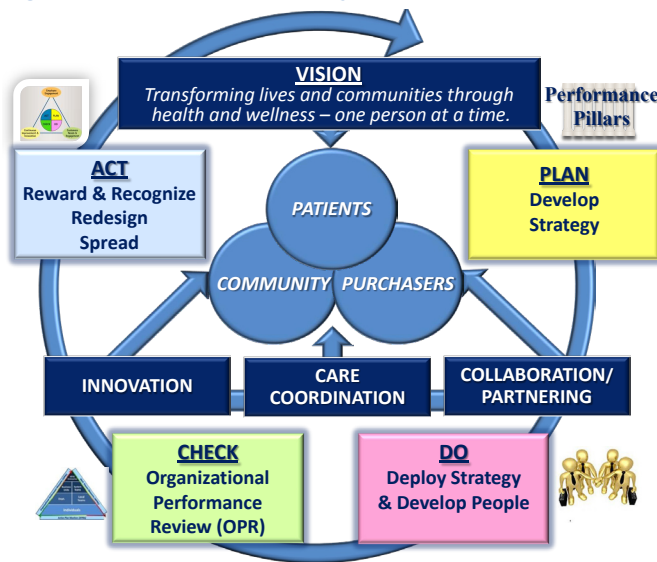 VISION
Transforming lives and communities through
health and wellness – one person at a time.
Performance
Pillars
ACT
Reward & Recognize
Redesign
Spread
PLAN
Develop
Strategy
PATIENTS
COMMUNITY
PURCHASERS
INNOVATION
CARE
COORDINATION
COLLABORATION/
PARTNERING
CHECK
Organizational
Performance
Review (OPR)
DO
Deploy Strategy
& Develop People